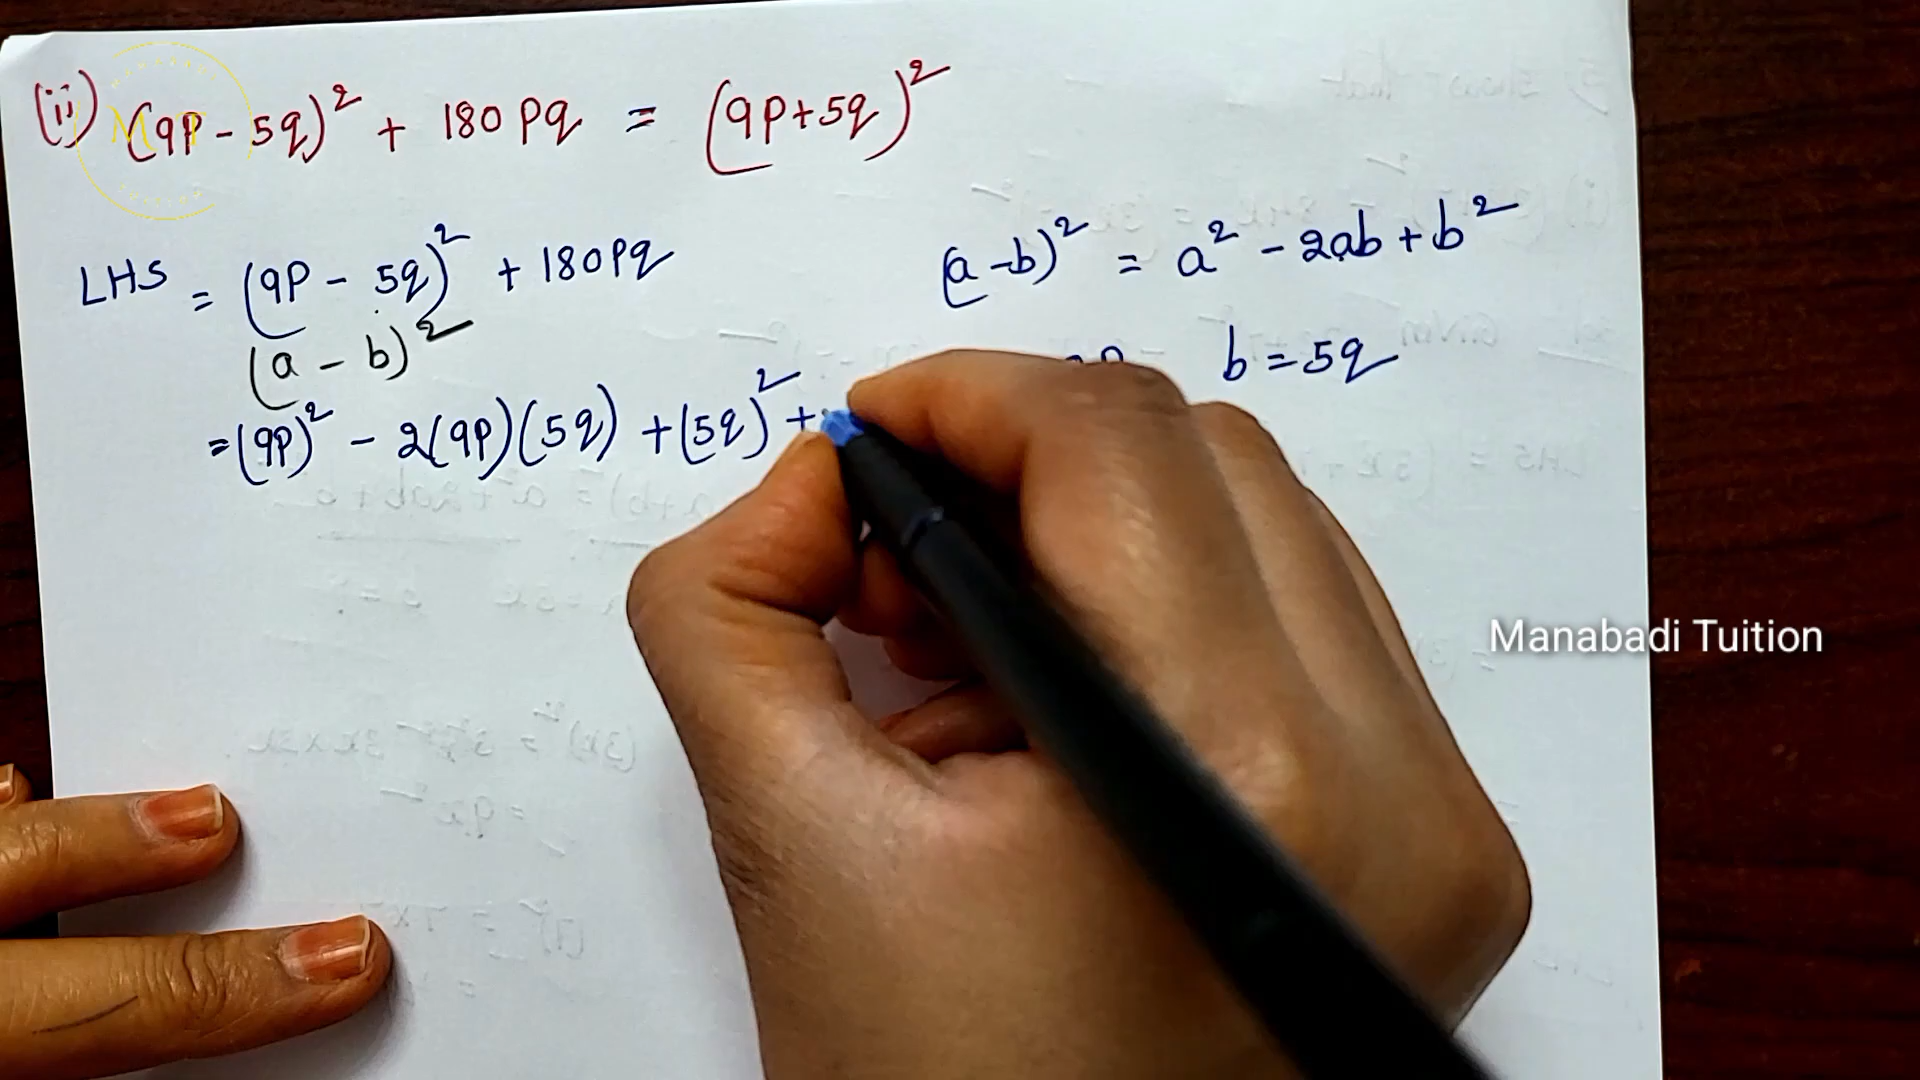 (ii) (9p - 5q)² + 180pq = (9p+5q)²
LHS = (9p - 5q)² + 180pq
(a - b)² = a² - 2ab + b²
(a - b)²
b = 5q
= (9p)² - 2(9p)(5q) + (5q)² +
Manabadi Tuition